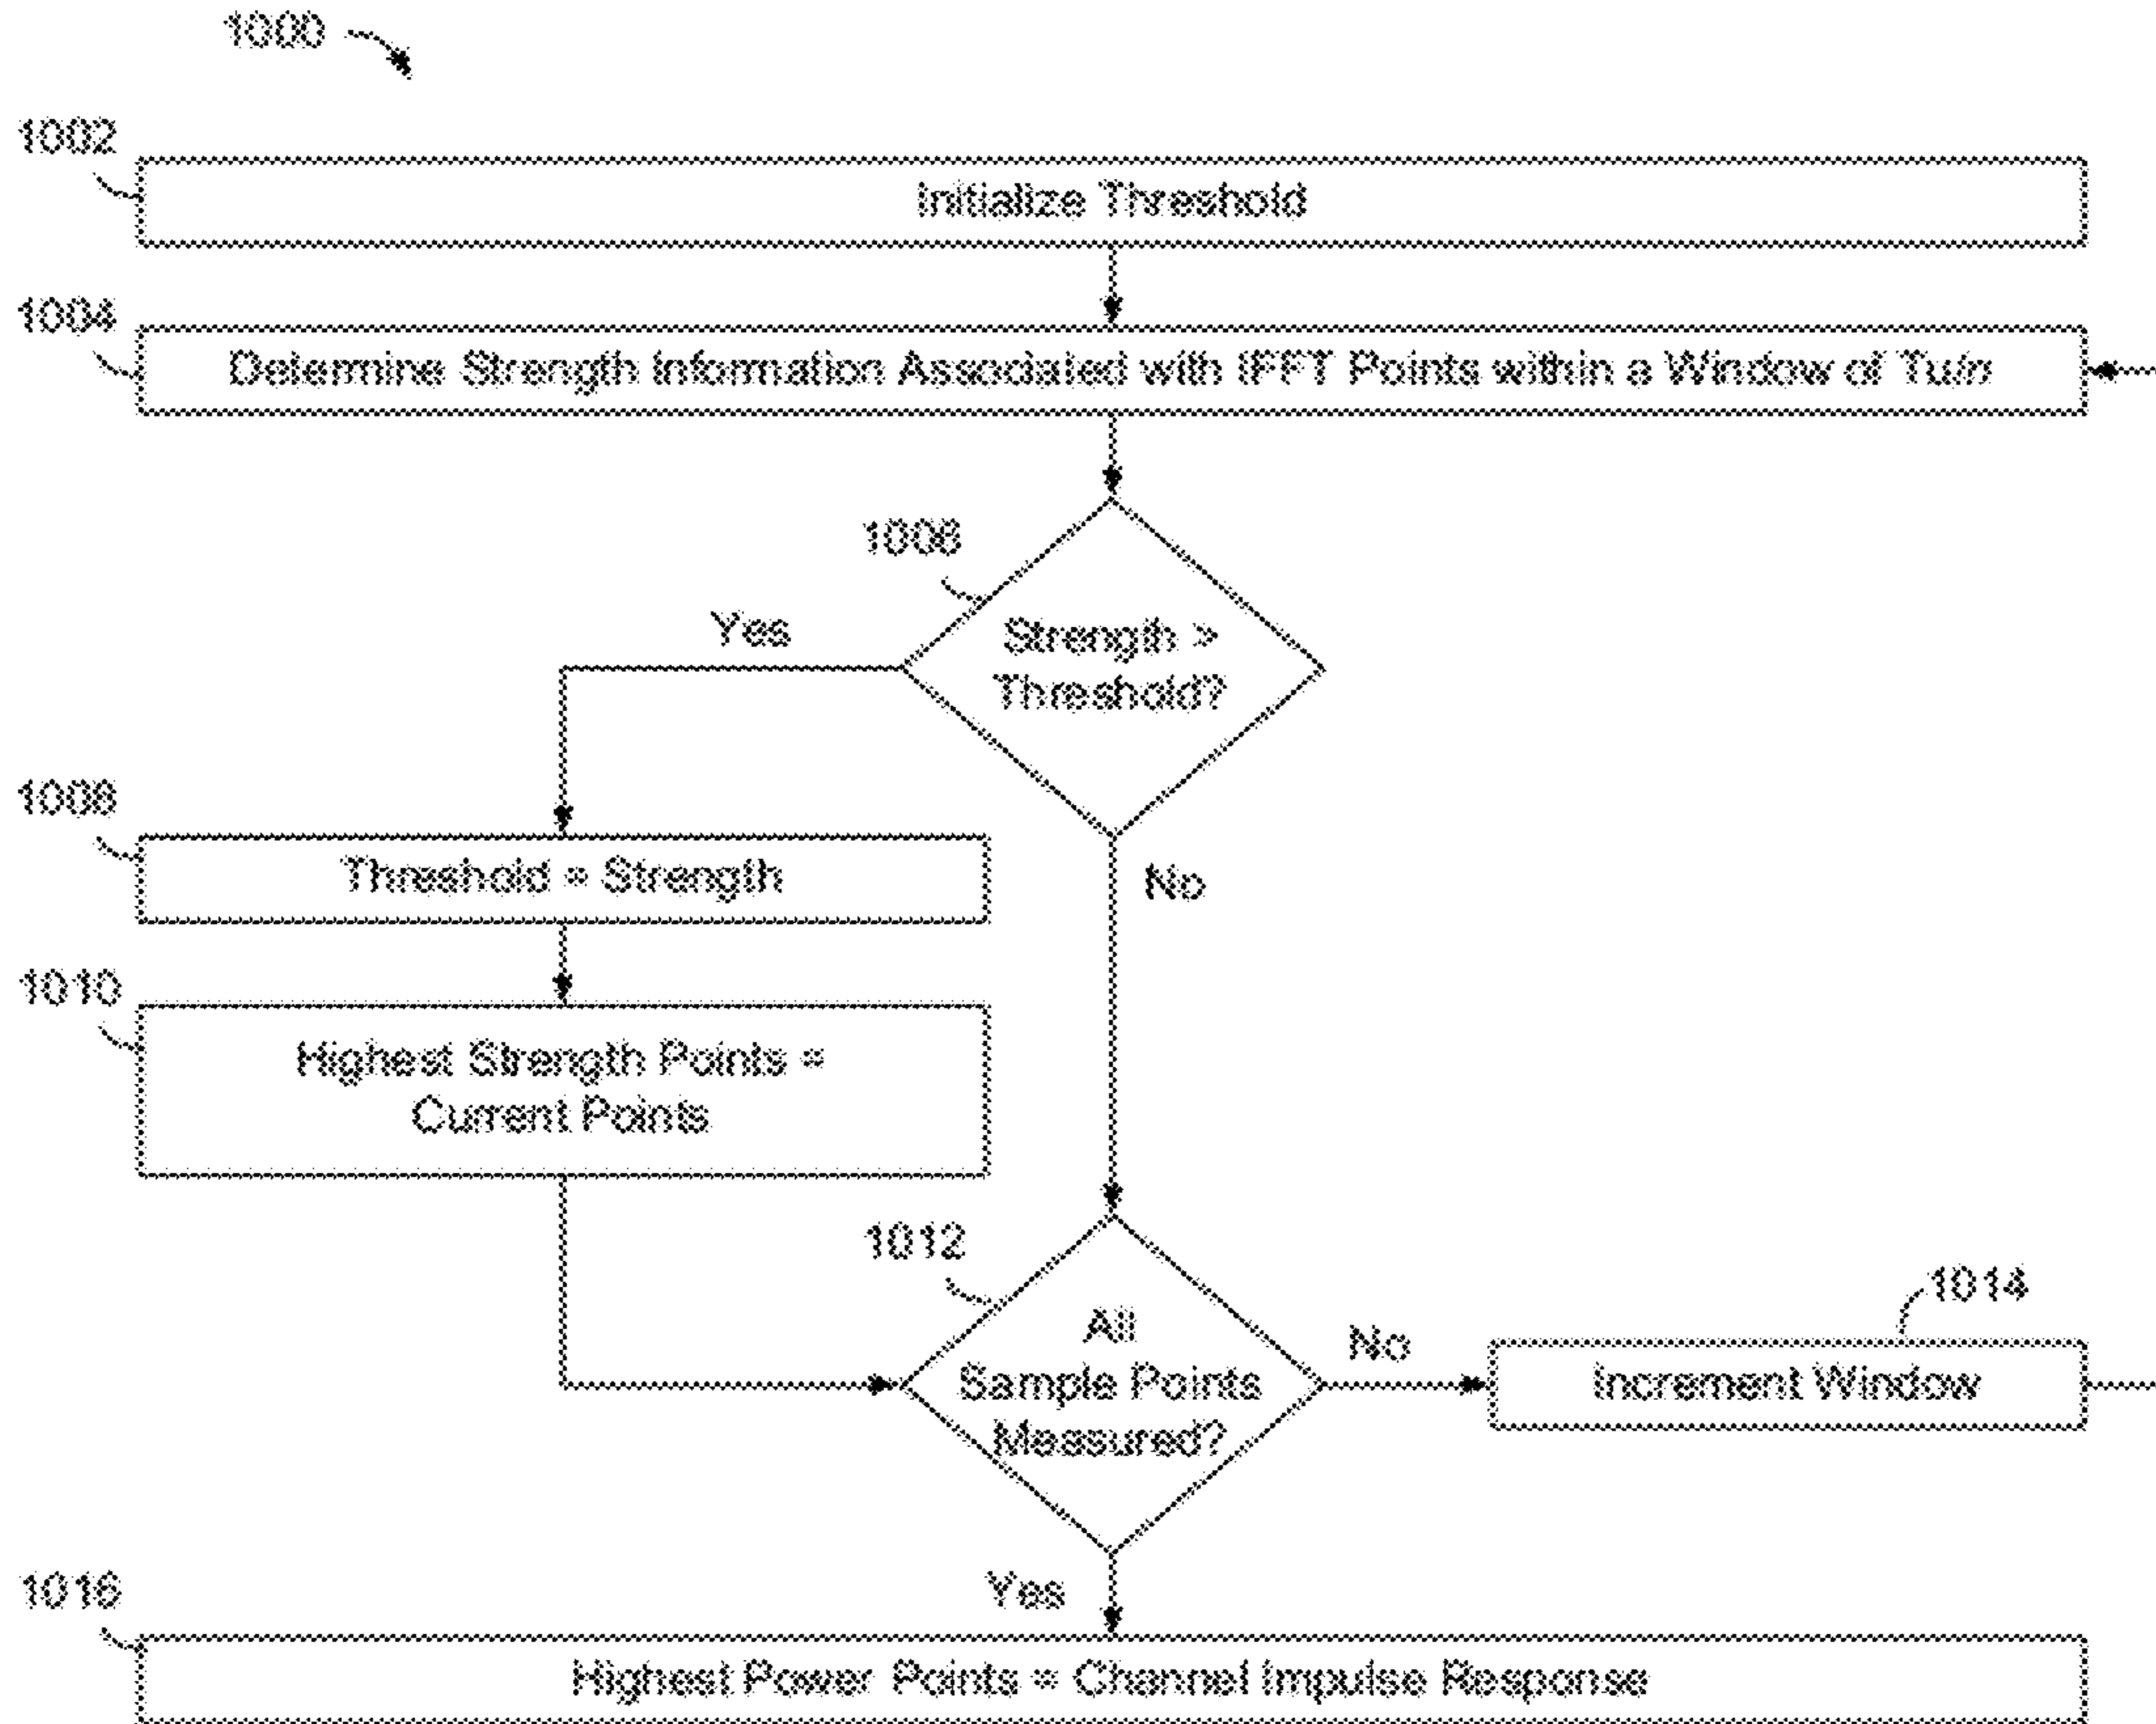 1000
1002
Initialize Threshold
1004
Determine Strength Information Associated with IFFT Points within a Window of Tu/n
1006
Strength >
Threshold?
Yes
No
1008
Threshold = Strength
1010
Highest Strength Points =
Current Points
1012
All
Sample Points
Measured?
No
1014
Increment Window
Yes
1016
Highest Power Points = Channel Impulse Response